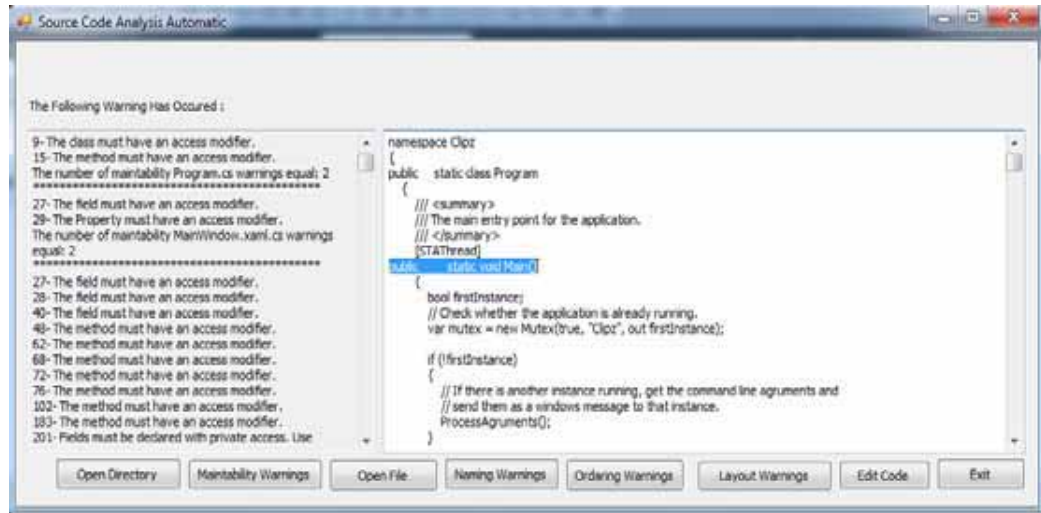 Source Code Analysis Automatic
The Following Warning Has Occured :
9- The class must have an access modifier.
15- The method must have an access modifier.
The number of maintability Program.cs warnings equal: 2
************************************************
27- The field must have an access modifier.
29- The Property must have an access modifier.
The number of maintability MainWindow.xaml.cs warnings
equal: 2
************************************************
27- The field must have an access modifier.
28- The field must have an access modifier.
40- The field must have an access modifier.
48- The method must have an access modifier.
62- The method must have an access modifier.
68- The method must have an access modifier.
72- The method must have an access modifier.
76- The method must have an access modifier.
102- The method must have an access modifier.
183- The method must have an access modifier.
201- Fields must be declared with private access. Use
namespace Clipz
{
public static class Program
{
/// <summary>
/// The main entry point for the application.
/// </summary>
[STAThread]
public static void Main()
{
bool firstInstance;
// Check whether the application is already running.
var mutex = new Mutex(true, "Clipz", out firstInstance);
if (!firstInstance)
{
// If there is another instance running, get the command line agruments and
// send them as a windows message to that instance.
ProcessAgruments();
}
Open Directory
Maintability Warnings
Open File
Naming Warnings
Ordering Warnings
Layout Warnings
Edit Code
Exit